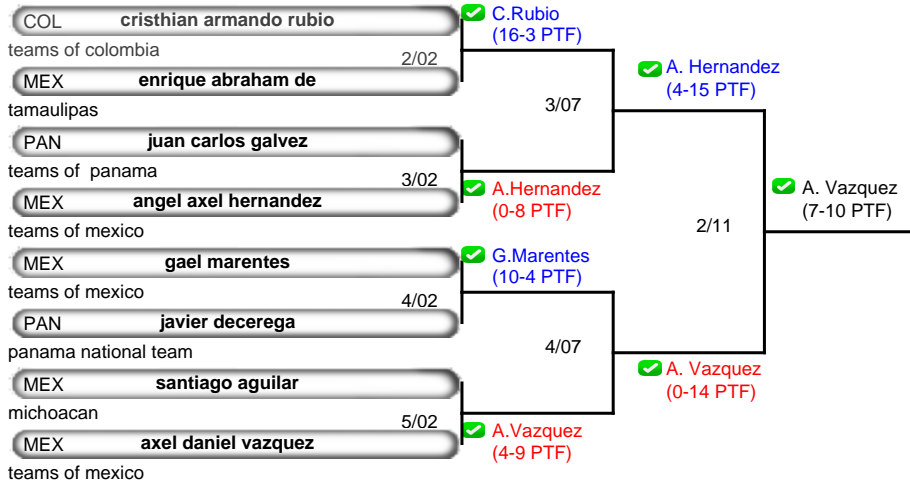 COL cristhian armando rubio
C.Rubio
(16-3 PTF)
teams of colombia
2/02
MEX enrique abraham de
A. Hernandez
(4-15 PTF)
tamaulipas
3/07
PAN juan carlos galvez
teams of  panama
3/02
A.Hernandez
(0-8 PTF)
MEX angel axel hernandez
A. Vazquez
(7-10 PTF)
teams of mexico
2/11
MEX gael marentes
G.Marentes
(10-4 PTF)
teams of mexico
4/02
PAN javier decerega
panama national team
4/07
A. Vazquez
(0-14 PTF)
MEX santiago aguilar
michoacan
5/02
A.Vazquez
(4-9 PTF)
MEX axel daniel vazquez
teams of mexico